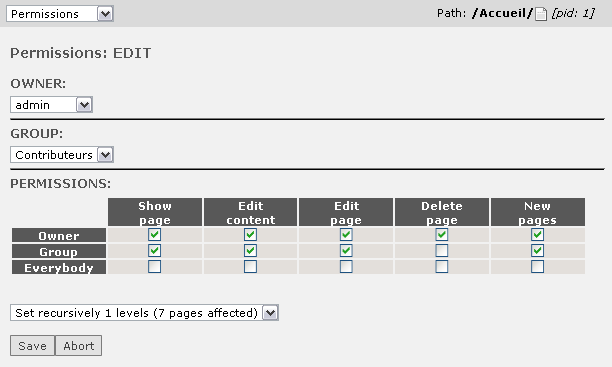 Permissions Path: /Accueil/ [pid: 1]
Permissions: EDIT
OWNER:
admin
GROUP:
Contributeurs
PERMISSIONS:
Show page Edit content Edit page Delete page New pages
Owner
Group
Everybody
Set recursively 1 levels (7 pages affected)
Save Abort